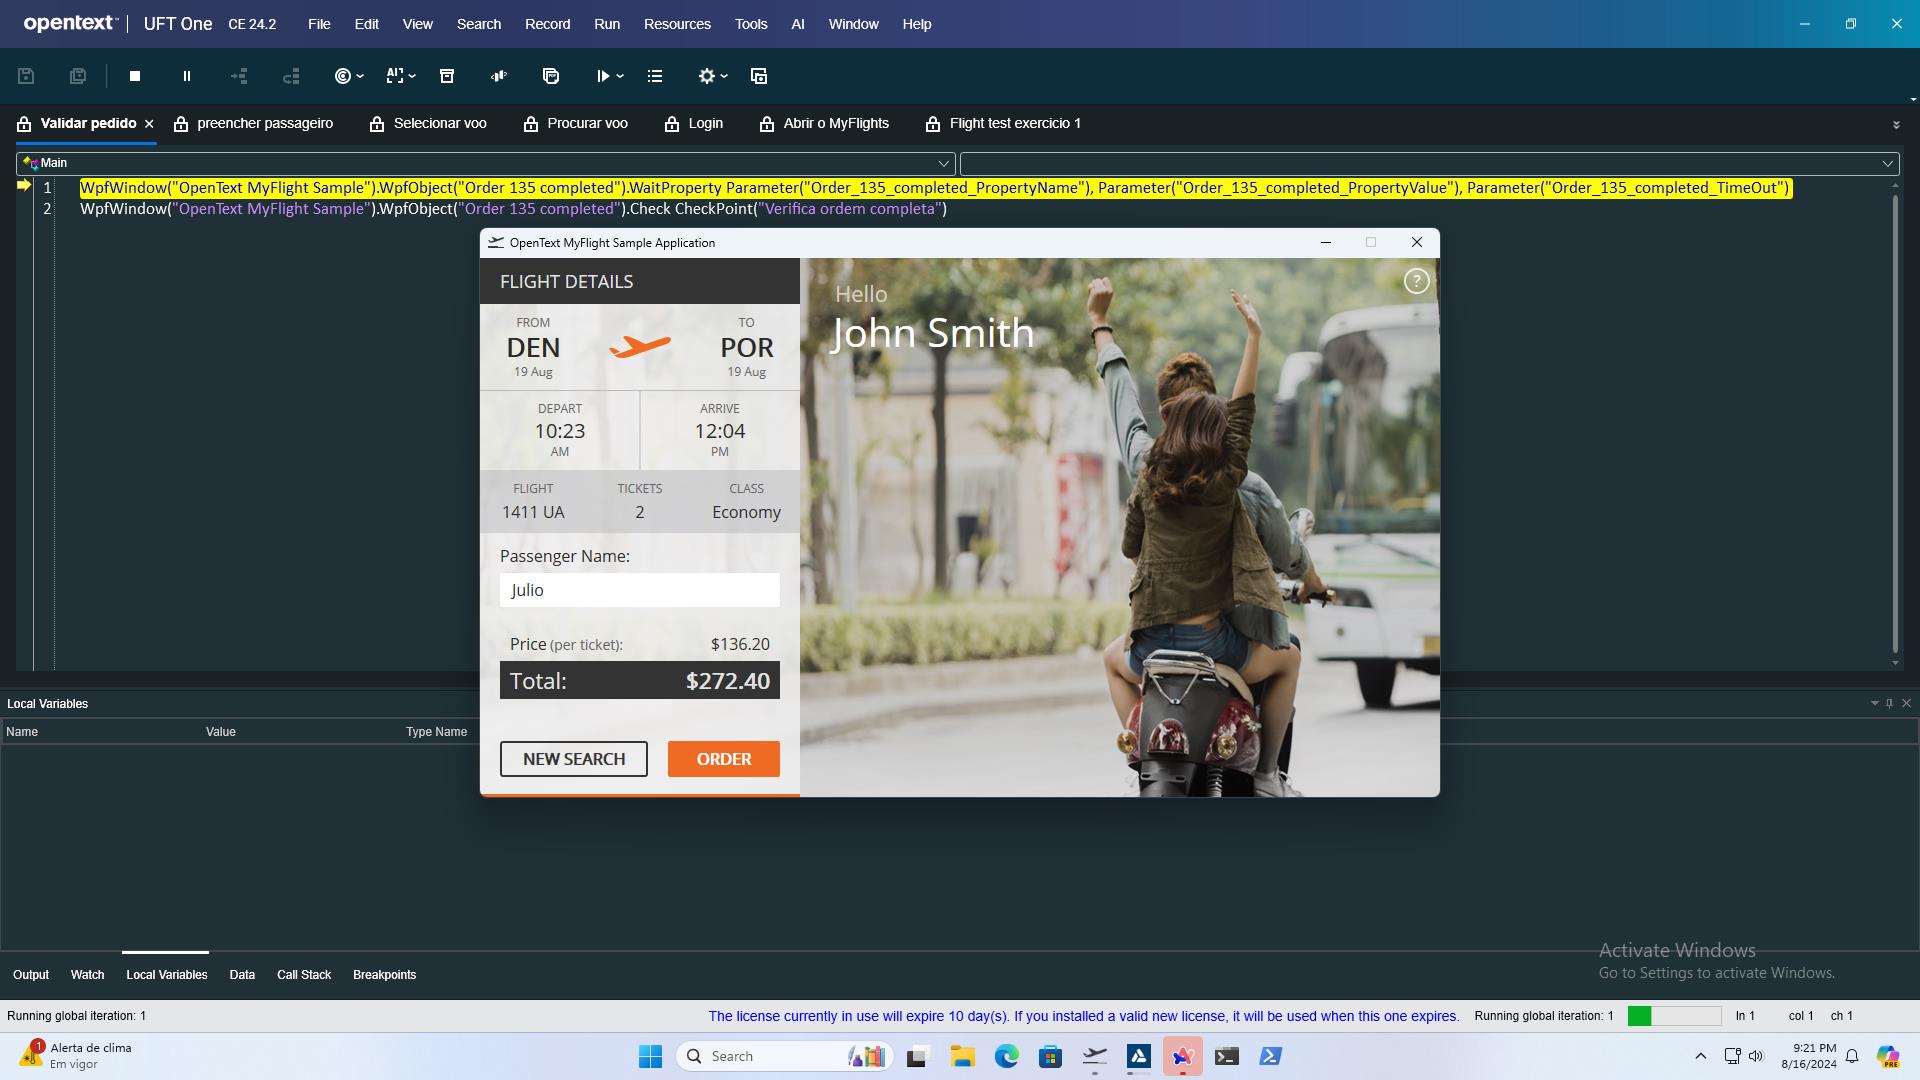 opentext™ | UFT One CE 24.2 File Edit View Search Record Run Resources Tools AI Window Help
Validar pedido preencher passageiro Selecionar voo Procurar voo Login Abrir o MyFlights Flight test exercicio 1
Main
1 WpfWindow("OpenText MyFlight Sample").WpfObject("Order 135 completed").WaitProperty Parameter("Order_135_completed_PropertyName"), Parameter("Order_135_completed_PropertyValue"), Parameter("Order_135_completed_TimeOut")
2 WpfWindow("OpenText MyFlight Sample").WpfObject("Order 135 completed").Check CheckPoint("Verifica ordem completa")
OpenText MyFlight Sample Application
FLIGHT DETAILS
?
Hello
John Smith
FROM TO
DEN POR
19 Aug 19 Aug
DEPART ARRIVE
10:23 12:04
AM PM
FLIGHT TICKETS CLASS
1411 UA 2 Economy
Passenger Name:
Julio
Price (per ticket): $136.20
Total: $272.40
NEW SEARCH ORDER
Local Variables
Name Value Type Name
Activate Windows
Go to Settings to activate Windows.
Output Watch Local Variables Data Call Stack Breakpoints
Running global iteration: 1 The license currently in use will expire 10 day(s). If you installed a valid new license, it will be used when this one expires. Running global iteration: 1 ln 1 col 1 ch 1
1 Alerta de clima
Em vigor
Search
9:21 PM
8/16/2024
PRE